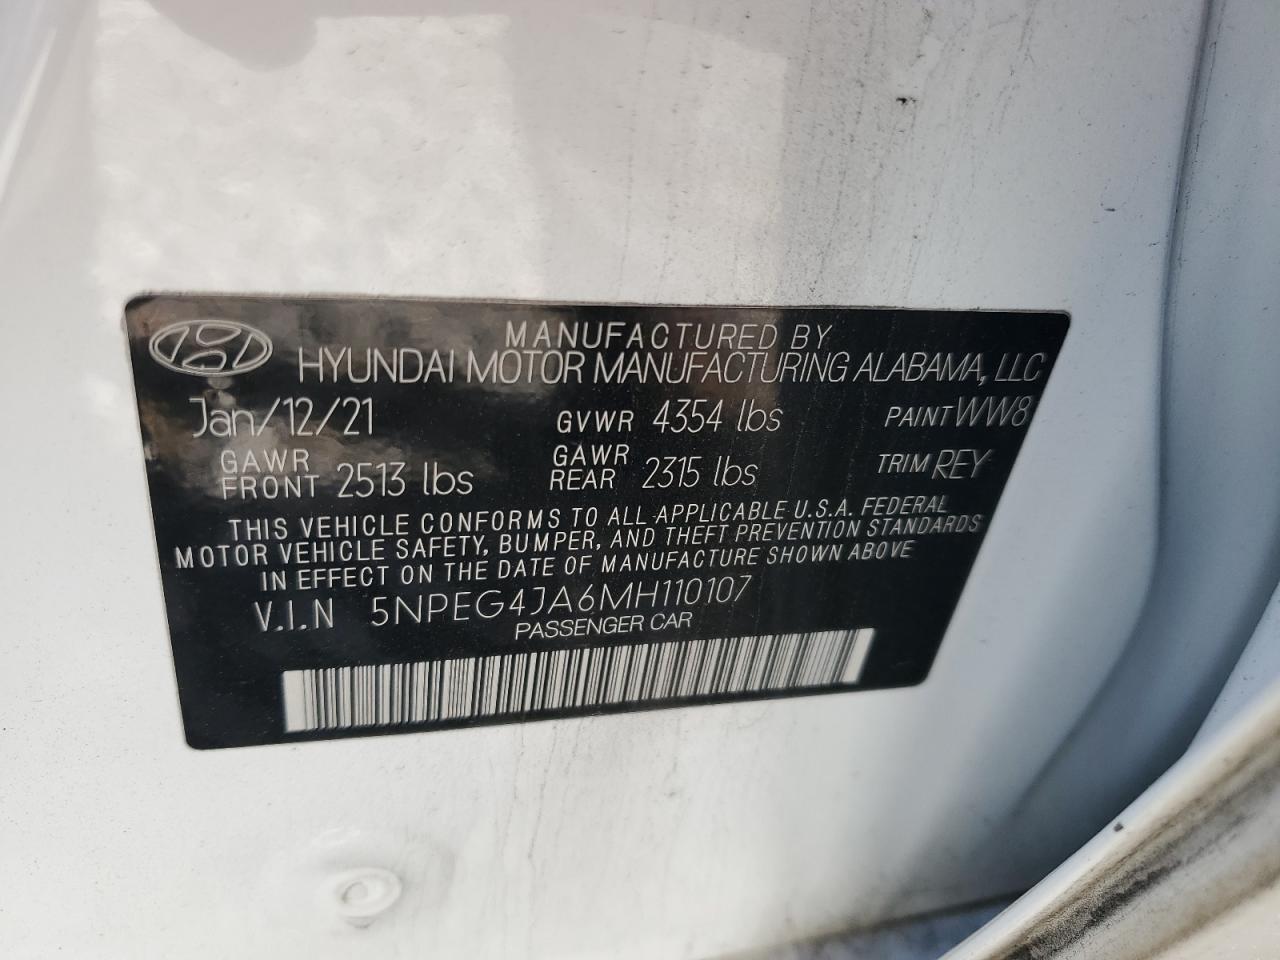 MANUFACTURED BY
HYUNDAI MOTOR MANUFACTURING ALABAMA, LLC
Jan/12/21 GVWR 4354 lbs PAINT WW8
GAWR FRONT 2513 lbs GAWR REAR 2315 lbs TRIM REY
THIS VEHICLE CONFORMS TO ALL APPLICABLE U.S.A. FEDERAL
MOTOR VEHICLE SAFETY, BUMPER, AND THEFT PREVENTION STANDARDS
IN EFFECT ON THE DATE OF MANUFACTURE SHOWN ABOVE
V.I.N 5NPEG4JA6MH110107
PASSENGER CAR